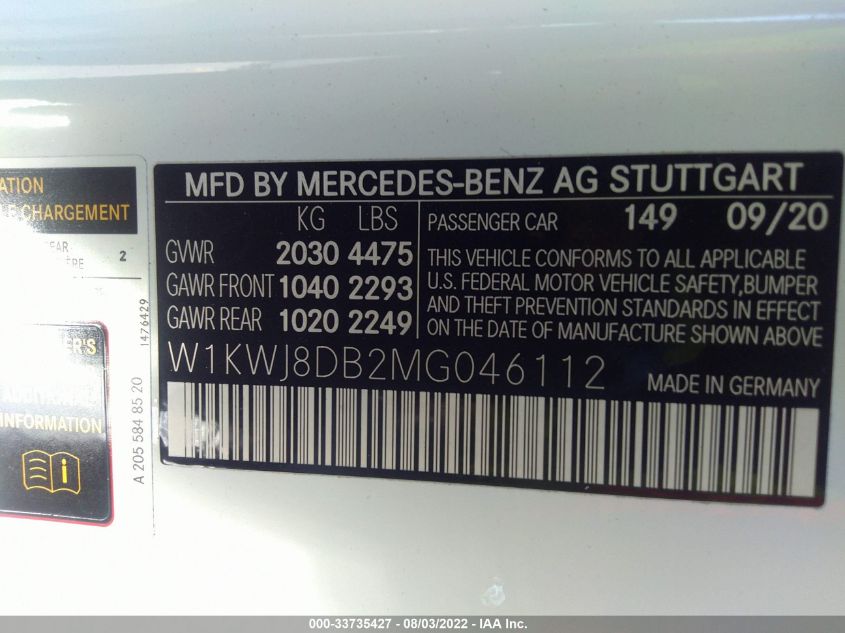 ATION
CHARGEMENT
2
MFD BY MERCEDES-BENZ AG STUTTGART
KG LBS
GVWR 2030 4475
GAWR FRONT 1040 2293
GAWR REAR 1020 2249
PASSENGER CAR 149 09/20
THIS VEHICLE CONFORMS TO ALL APPLICABLE
U.S. FEDERAL MOTOR VEHICLE SAFETY, BUMPER
AND THEFT PREVENTION STANDARDS IN EFFECT
ON THE DATE OF MANUFACTURE SHOWN ABOVE
W1KWJ8DB2MG046112 MADE IN GERMANY
1476429
A 205 584 85 20
ER'S
INFORMATION
i
000-33735427 - 08/03/2022 - IAA Inc.